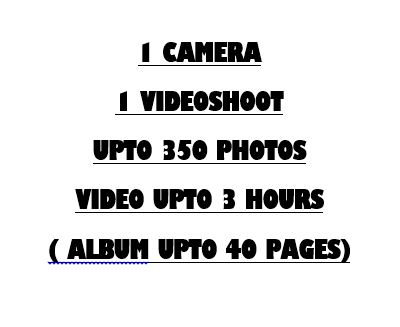 1 CAMERA
1 VIDEOSHOOT
UPTO 350 PHOTOS
VIDEO UPTO 3 HOURS
( ALBUM UPTO 40 PAGES)